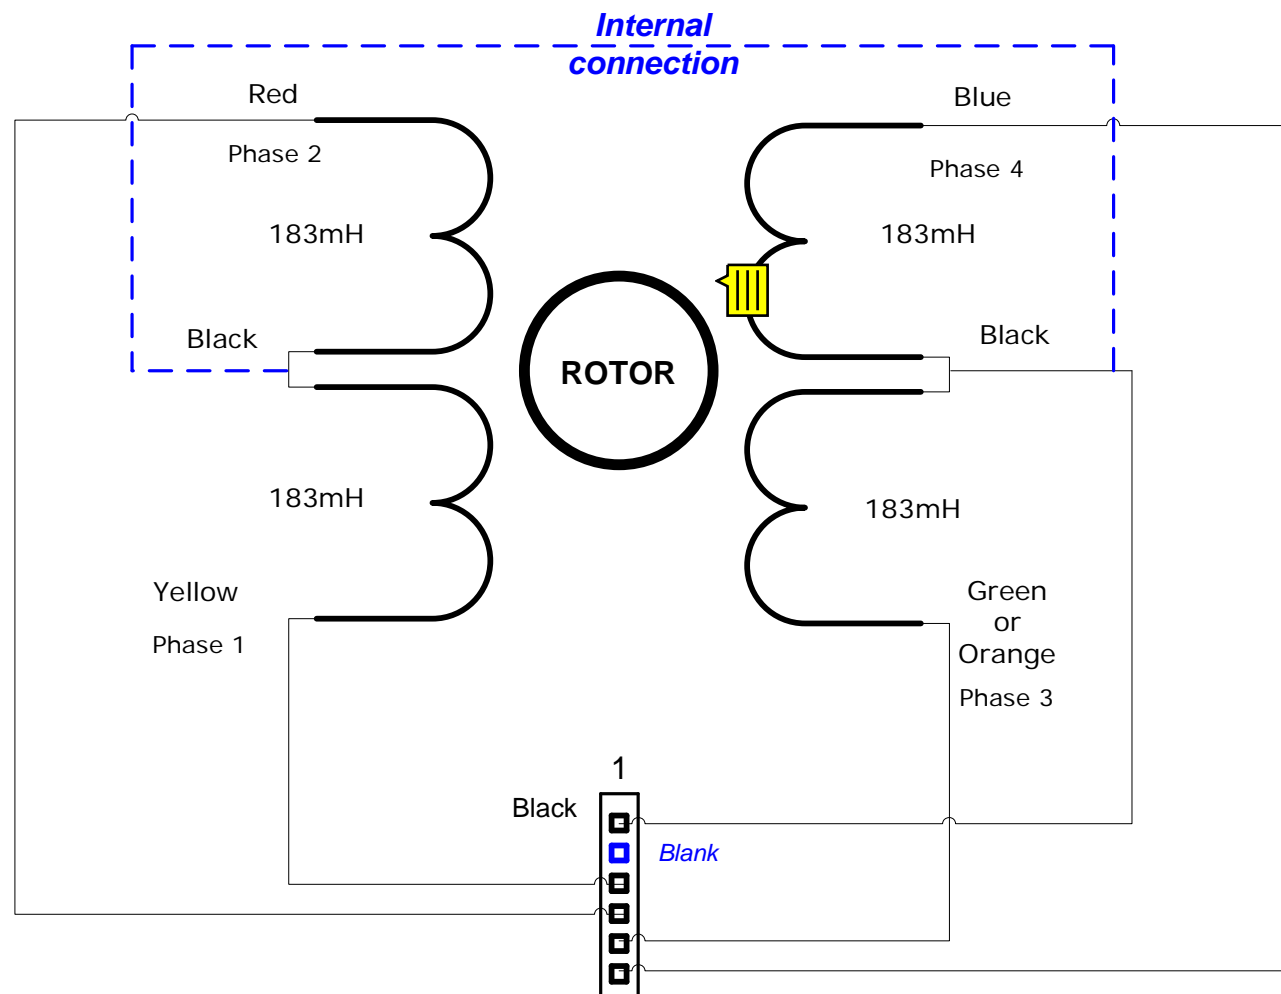 Internal
connection
Red
Blue
Phase 2
Phase 4
183mH
183mH
Black
Black
ROTOR
183mH
183mH
Yellow
Green
or
Orange
Phase 1
Phase 3
1
Black
Blank